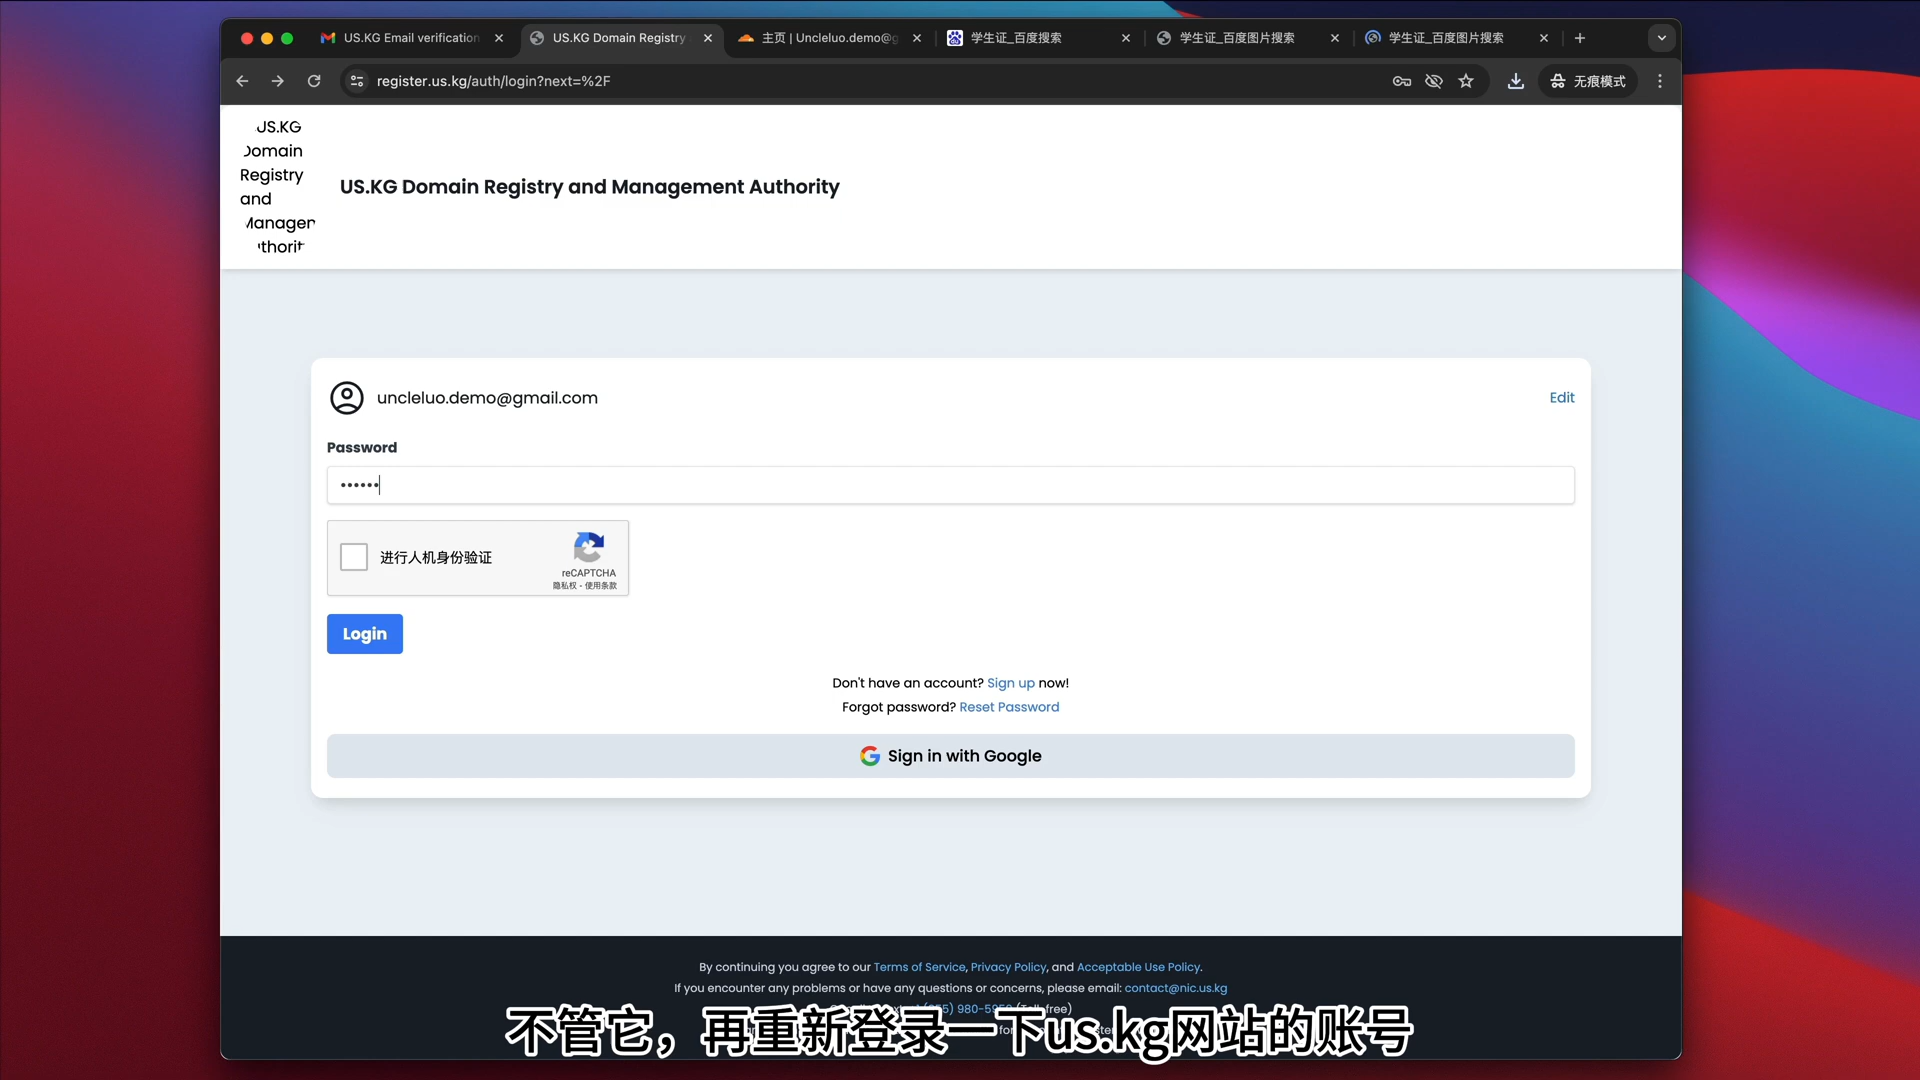 US.KG Email verification
US.KG Domain Registry
主页 | Uncleluo.demo@g
学生证_百度搜索
学生证_百度图片搜索
学生证_百度图片搜索
register.us.kg/auth/login?next=%2F
无痕模式
US.KG
Domain
Registry
and
Managen
thorit
US.KG Domain Registry and Management Authority
uncleluo.demo@gmail.com
Edit
Password
••••••
进行人机身份验证
reCAPTCHA
隐私权 - 使用条款
Login
Don't have an account? Sign up now!
Forgot password? Reset Password
Sign in with Google
By continuing you agree to our Terms of Service, Privacy Policy, and Acceptable Use Policy.
If you encounter any problems or have any questions or concerns, please email: contact@nic.us.kg
不管它，再重新登录一下us.kg网站的账号